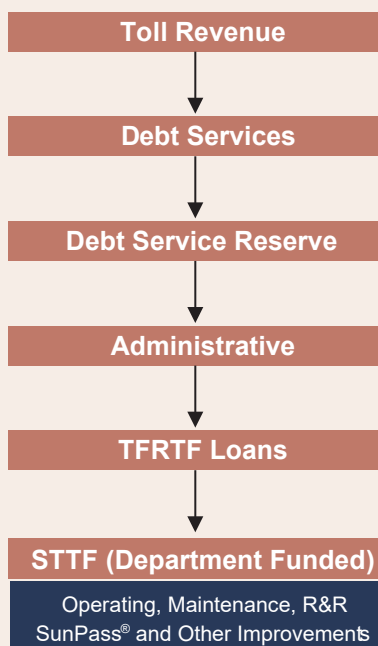 Toll Revenue
Debt Services
Debt Service Reserve
Administrative
TFRTF Loans
STTF (Department Funded)
Operating, Maintenance, R&R
SunPass® and Other Improvements